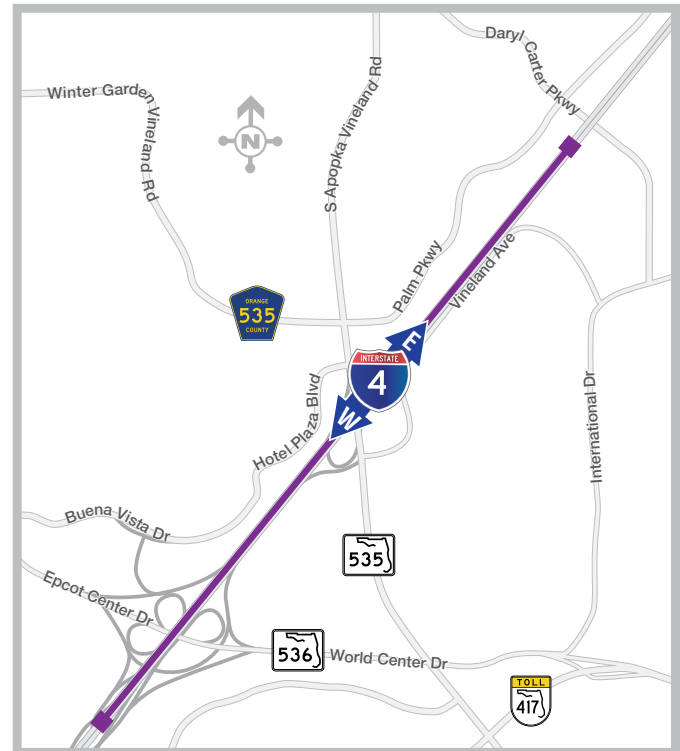 Daryl Carter Pkwy
Winter Garden Vineland Rd
S Apopka Vineland Rd
N
Palm Pkwy
Vineland Ave
ORANGE
535
COUNTY
E
INTERSTATE
4
W
Hotel Plaza Blvd
International Dr
Buena Vista Dr
535
Epcot Center Dr
536
World Center Dr
TOLL
417